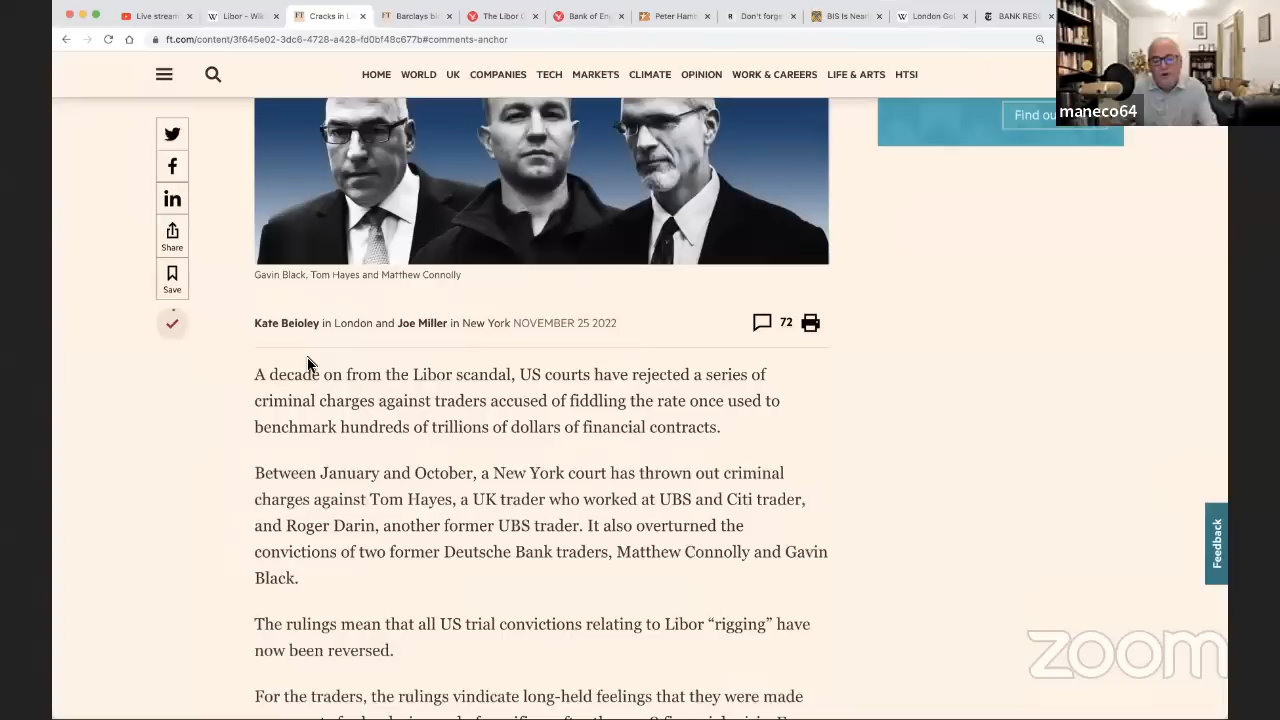 Live stream
Libor - Wik
Cracks in L
Barclays bi
The Libor
Bank of En
Peter Ham
Don't forge
BIS Is Near
London Go
BANK RES
ft.com/content/3f645e02-3dc6-4728-a428-fd0bf48c677b#comments-anchor
HOME WORLD UK COMPANIES TECH MARKETS CLIMATE OPINION WORK & CAREERS LIFE & ARTS HTSI
maneco64
Find ou
Share
Save
Gavin Black, Tom Hayes and Matthew Connolly
Kate Beioley in London and Joe Miller in New York NOVEMBER 25 2022
72
A decade on from the Libor scandal, US courts have rejected a series of
criminal charges against traders accused of fiddling the rate once used to
benchmark hundreds of trillions of dollars of financial contracts.
Between January and October, a New York court has thrown out criminal
charges against Tom Hayes, a UK trader who worked at UBS and Citi trader,
and Roger Darin, another former UBS trader. It also overturned the
convictions of two former Deutsche Bank traders, Matthew Connolly and Gavin
Black.
The rulings mean that all US trial convictions relating to Libor “rigging” have
now been reversed.
For the traders, the rulings vindicate long-held feelings that they were made
Feedback
zoom